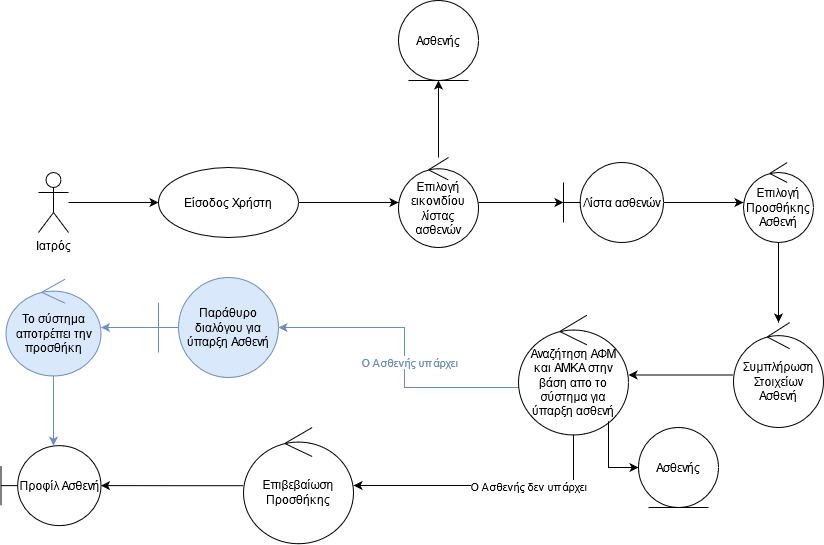 Ασθενής
Ιατρός
Είσοδος Χρήστη
Επιλογή
εικονιδίου
λίστας
ασθενών
Λίστα ασθενών
Επιλογή
Προσθήκης
Ασθενή
Το σύστημα
αποτρέπει την
προσθήκη
Παράθυρο
διαλόγου για
ύπαρξη Ασθενή
Ο Ασθενής υπάρχει
Αναζήτηση ΑΦΜ
και ΑΜΚΑ στην
βάση απο το
σύστημα για
ύπαρξη ασθενή
Συμπλήρωση
Στοιχείων
Ασθενή
Προφίλ Ασθενή
Επιβεβαίωση
Προσθήκης
Ο Ασθενής δεν υπάρχει
Ασθενής